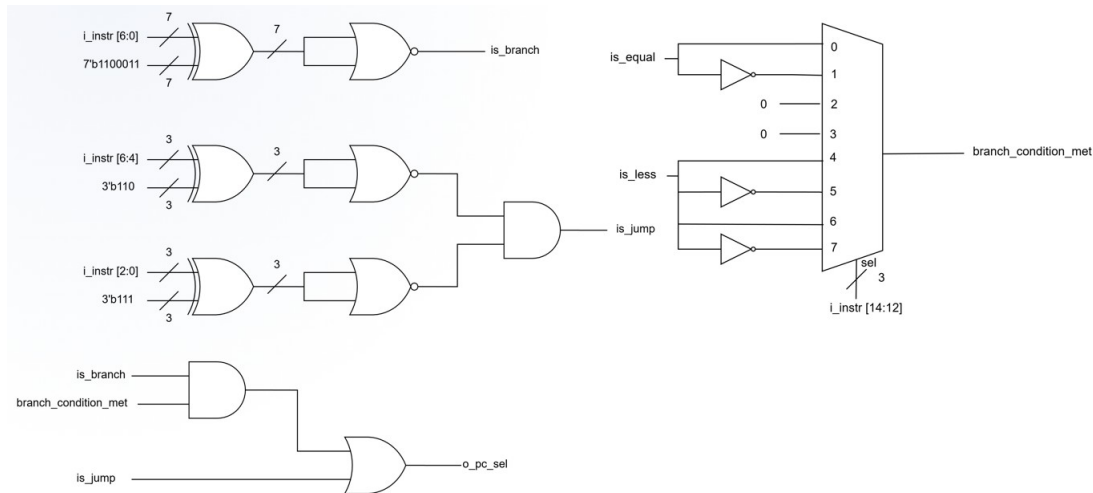 7
i_instr [6:0]
7
is_branch
7'b1100011
7
3
i_instr [6:4]
3
3'b110
3
is_jump
3
i_instr [2:0]
3
3'b111
3
is_equal
0
1
0
2
0
3
4
is_less
5
6
7
branch_condition_met
sel
3
i_instr [14:12]
is_branch
branch_condition_met
is_jump
o_pc_sel